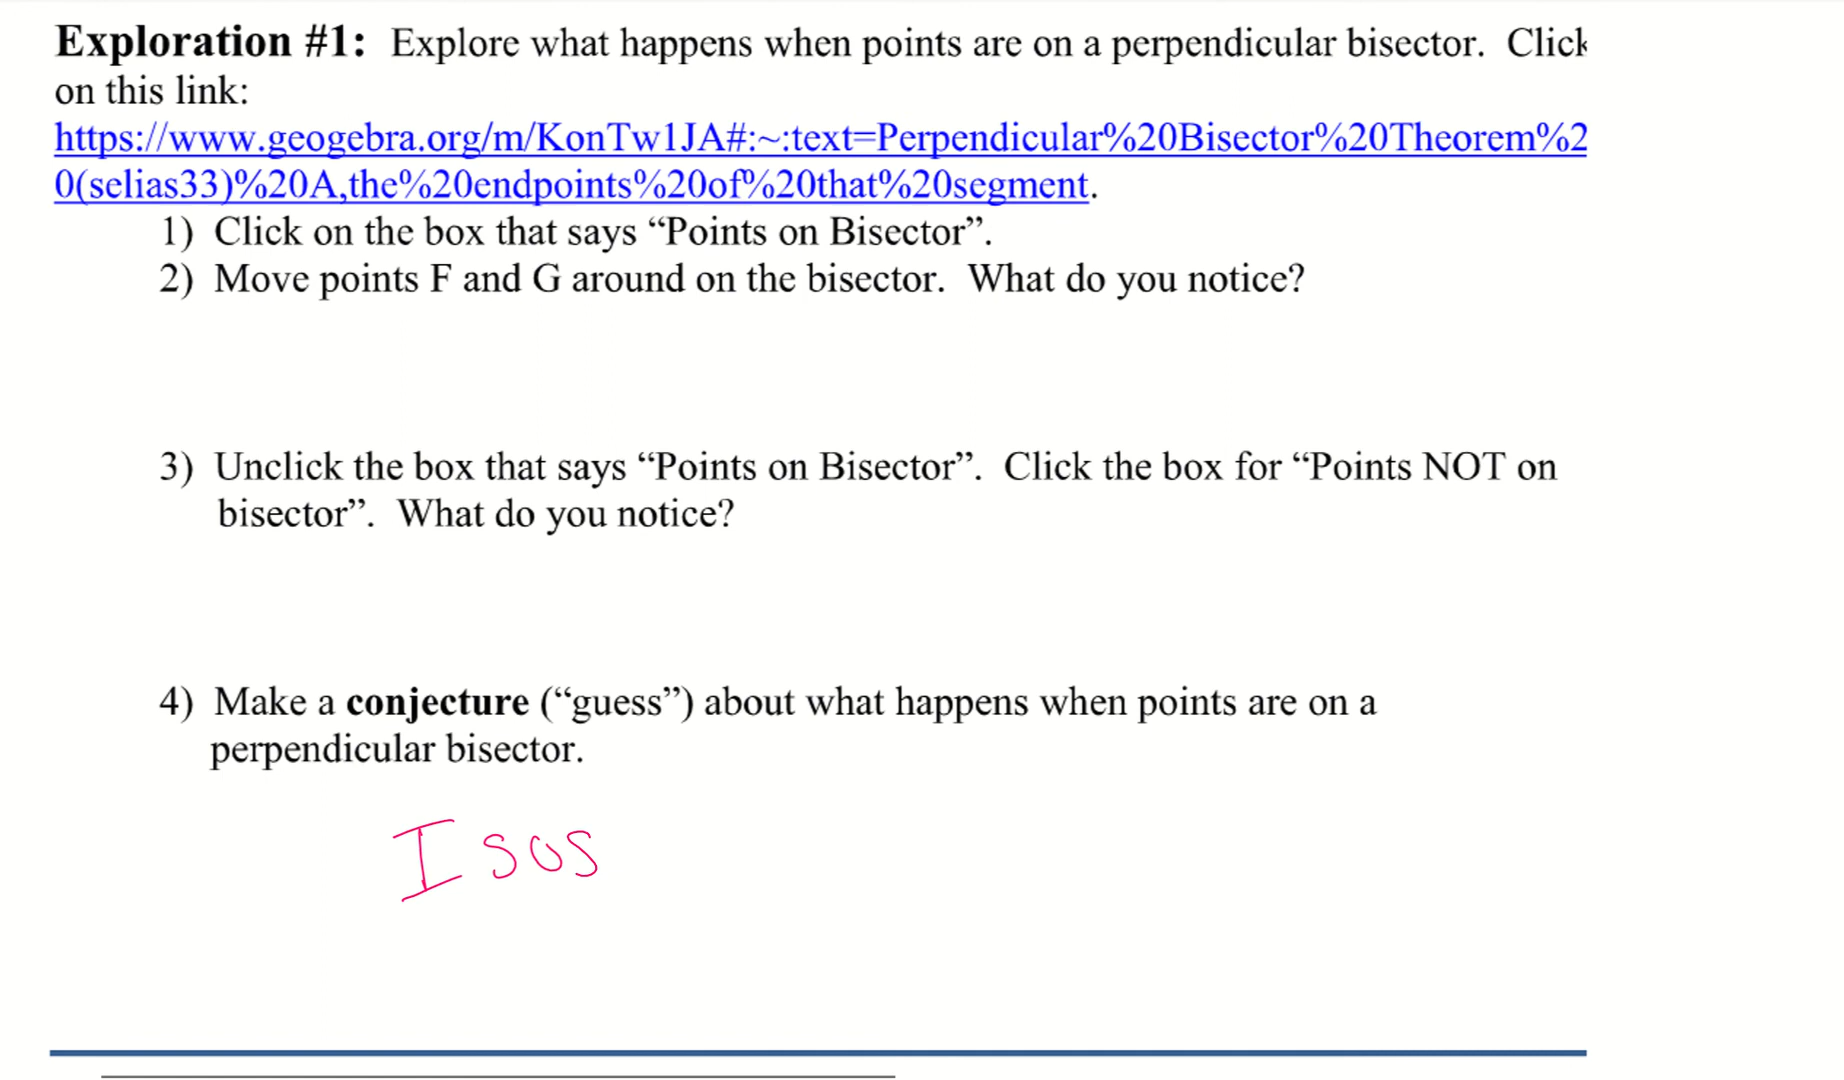 Exploration #1: Explore what happens when points are on a perpendicular bisector. Click
on this link:
https://www.geogebra.org/m/KonTw1JA#:~:text=Perpendicular%20Bisector%20Theorem%2
0(selias33)%20A,the%20endpoints%20of%20that%20segment.
1) Click on the box that says “Points on Bisector”.
2) Move points F and G around on the bisector. What do you notice?
3) Unclick the box that says “Points on Bisector”. Click the box for “Points NOT on
bisector”. What do you notice?
4) Make a conjecture (“guess”) about what happens when points are on a
perpendicular bisector.
Isos